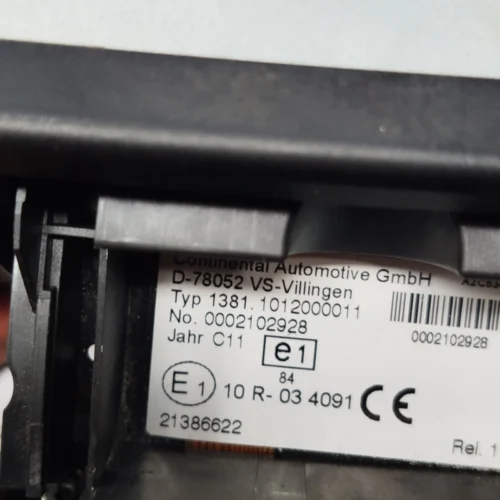 Continental Automotive GmbH
D-78052 VS-Villingen
Typ 1381.1012000011
No. 0002102928
Jahr C11 e1
84
E1 10 R- 03 4091 CE
21386622
0002102928
Rel. 1